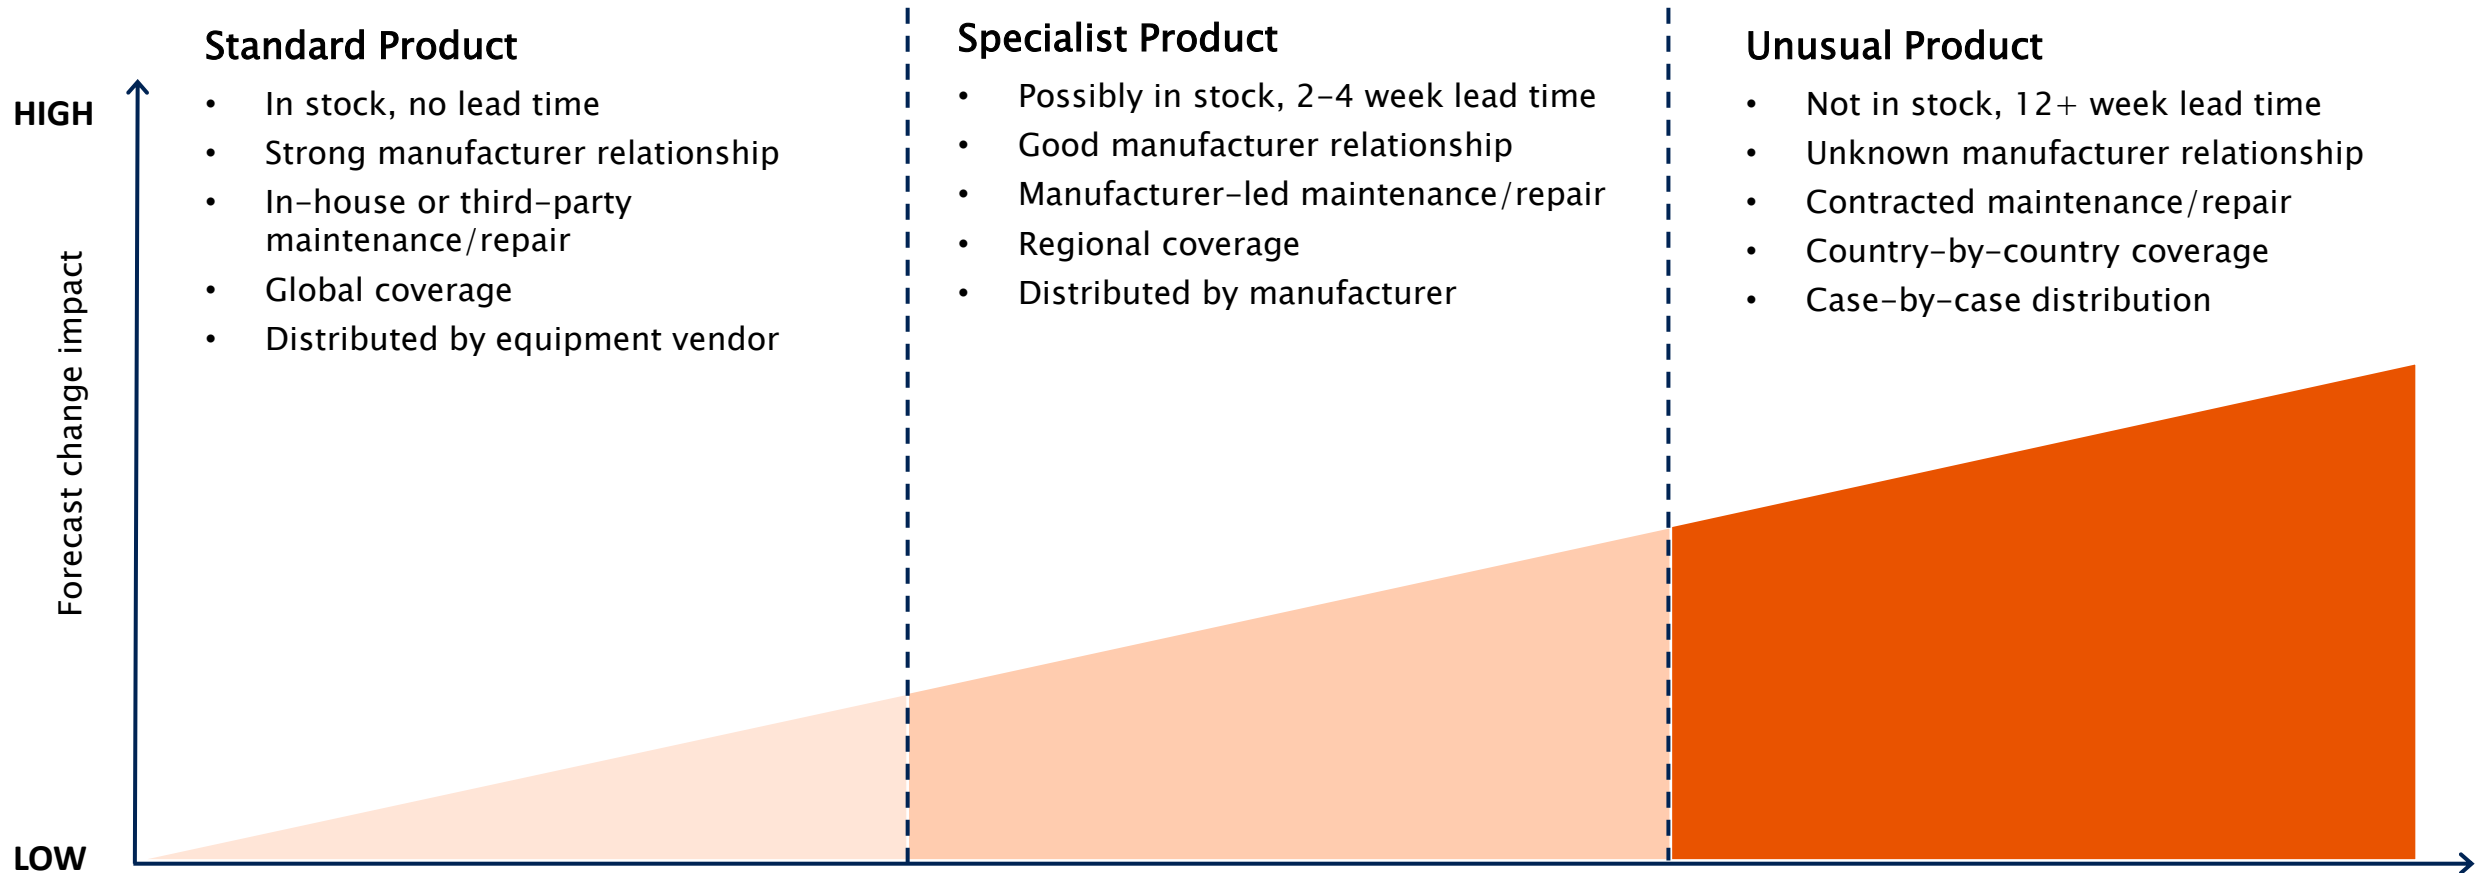 HIGH
Forecast change impact
LOW
Standard Product
• In stock, no lead time
• Strong manufacturer relationship
• In-house or third-party
maintenance/repair
• Global coverage
• Distributed by equipment vendor
Specialist Product
• Possibly in stock, 2-4 week lead time
• Good manufacturer relationship
• Manufacturer-led maintenance/repair
• Regional coverage
• Distributed by manufacturer
Unusual Product
• Not in stock, 12+ week lead time
• Unknown manufacturer relationship
• Contracted maintenance/repair
• Country-by-country coverage
• Case-by-case distribution